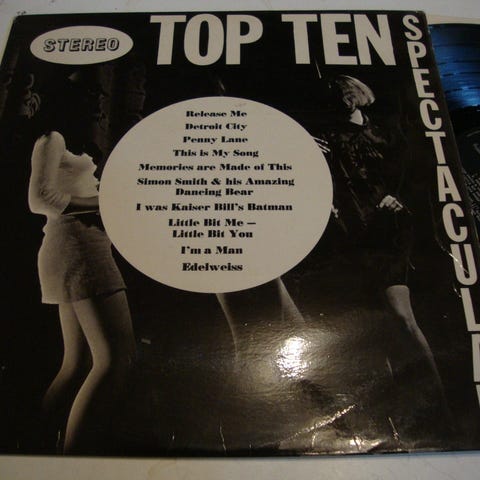 STEREO
TOP TEN
SPECTACULAR
Release Me
Detroit City
Penny Lane
This is My Song
Memories are Made of This
Simon Smith & his Amazing
Dancing Bear
I was Kaiser Bill's Batman
Little Bit Me —
Little Bit You
I'm a Man
Edelweiss